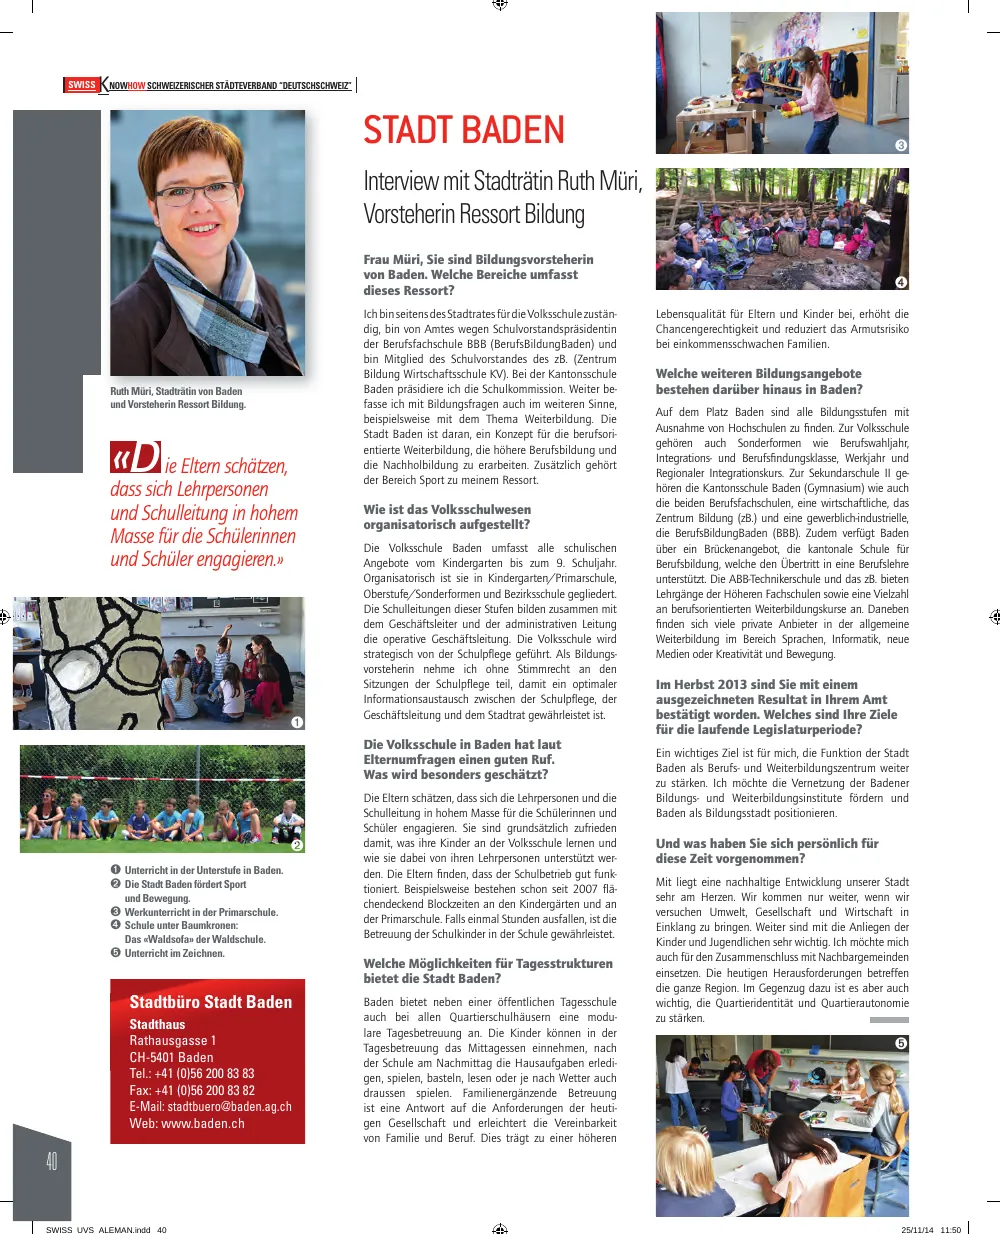 SWISS KNOWHOW SCHWEIZERISCHER STÄDTEVERBAND "DEUTSCHSCHWEIZ"
Ruth Müri, Stadträtin von Baden
und Vorsteherin Ressort Bildung.
«Die Eltern schätzen,
dass sich Lehrpersonen
und Schulleitung in hohem
Masse für die Schülerinnen
und Schüler engagieren.»
1
2
❶ Unterricht in der Unterstufe in Baden.
❷ Die Stadt Baden fördert Sport
und Bewegung.
❸ Werkunterricht in der Primarschule.
❹ Schule unter Baumkronen:
Das «Waldsofa» der Waldschule.
❺ Unterricht im Zeichnen.
Stadtbüro Stadt Baden
Stadthaus
Rathausgasse 1
CH-5401 Baden
Tel.: +41 (0)56 200 83 83
Fax: +41 (0)56 200 83 82
E-Mail: stadtbuero@baden.ag.ch
Web: www.baden.ch
40
STADT BADEN
Interview mit Stadträtin Ruth Müri,
Vorsteherin Ressort Bildung
Frau Müri, Sie sind Bildungsvorsteherin
von Baden. Welche Bereiche umfasst
dieses Ressort?
Ich bin seitens des Stadtrates für die Volksschule zustän-
dig, bin von Amtes wegen Schulvorstandspräsidentin
der Berufsfachschule BBB (BerufsBildungBaden) und
bin Mitglied des Schulvorstandes des zB. (Zentrum
Bildung Wirtschaftsschule KV). Bei der Kantonsschule
Baden präsidiere ich die Schulkommission. Weiter be-
fasse ich mit Bildungsfragen auch im weiteren Sinne,
beispielsweise mit dem Thema Weiterbildung. Die
Stadt Baden ist daran, ein Konzept für die berufsori-
entierte Weiterbildung, die höhere Berufsbildung und
die Nachholbildung zu erarbeiten. Zusätzlich gehört
der Bereich Sport zu meinem Ressort.
Wie ist das Volksschulwesen
organisatorisch aufgestellt?
Die Volksschule Baden umfasst alle schulischen
Angebote vom Kindergarten bis zum 9. Schuljahr.
Organisatorisch ist sie in Kindergarten/Primarschule,
Oberstufe/Sonderformen und Bezirksschule gegliedert.
Die Schulleitungen dieser Stufen bilden zusammen mit
dem Geschäftsleiter und der administrativen Leitung
die operative Geschäftsleitung. Die Volksschule wird
strategisch von der Schulpflege geführt. Als Bildungs-
vorsteherin nehme ich ohne Stimmrecht an den
Sitzungen der Schulpflege teil, damit ein optimaler
Informationsaustausch zwischen der Schulpflege, der
Geschäftsleitung und dem Stadtrat gewährleistet ist.
Die Volksschule in Baden hat laut
Elternumfragen einen guten Ruf.
Was wird besonders geschätzt?
Die Eltern schätzen, dass sich die Lehrpersonen und die
Schulleitung in hohem Masse für die Schülerinnen und
Schüler engagieren. Sie sind grundsätzlich zufrieden
damit, was ihre Kinder an der Volksschule lernen und
wie sie dabei von ihren Lehrpersonen unterstützt wer-
den. Die Eltern finden, dass der Schulbetrieb gut funk-
tioniert. Beispielsweise bestehen schon seit 2007 flä-
chendeckend Blockzeiten an den Kindergärten und an
der Primarschule. Falls einmal Stunden ausfallen, ist die
Betreuung der Schulkinder in der Schule gewährleistet.
Welche Möglichkeiten für Tagesstrukturen
bietet die Stadt Baden?
Baden bietet neben einer öffentlichen Tagesschule
auch bei allen Quartierschulhäusern eine modu-
lare Tagesbetreuung an. Die Kinder können in der
Tagesbetreuung das Mittagessen einnehmen, nach
der Schule am Nachmittag die Hausaufgaben erledi-
gen, spielen, basteln, lesen oder je nach Wetter auch
draussen spielen. Familienergänzende Betreuung
ist eine Antwort auf die Anforderungen der heuti-
gen Gesellschaft und erleichtert die Vereinbarkeit
von Familie und Beruf. Dies trägt zu einer höheren
3
4
Lebensqualität für Eltern und Kinder bei, erhöht die
Chancengerechtigkeit und reduziert das Armutsrisiko
bei einkommensschwachen Familien.
Welche weiteren Bildungsangebote
bestehen darüber hinaus in Baden?
Auf dem Platz Baden sind alle Bildungsstufen mit
Ausnahme von Hochschulen zu finden. Zur Volksschule
gehören auch Sonderformen wie Berufswahljahr,
Integrations- und Berufsfindungsklasse, Werkjahr und
Regionaler Integrationskurs. Zur Sekundarschule II ge-
hören die Kantonsschule Baden (Gymnasium) wie auch
die beiden Berufsfachschulen, eine wirtschaftliche, das
Zentrum Bildung (zB.) und eine gewerblich-industrielle,
die BerufsBildungBaden (BBB). Zudem verfügt Baden
über ein Brückenangebot, die kantonale Schule für
Berufsbildung, welche den Übertritt in eine Berufslehre
unterstützt. Die ABB-Technikerschule und das zB. bieten
Lehrgänge der Höheren Fachschulen sowie eine Vielzahl
an berufsorientierten Weiterbildungskurse an. Daneben
finden sich viele private Anbieter in der allgemeine
Weiterbildung im Bereich Sprachen, Informatik, neue
Medien oder Kreativität und Bewegung.
Im Herbst 2013 sind Sie mit einem
ausgezeichneten Resultat in Ihrem Amt
bestätigt worden. Welches sind Ihre Ziele
für die laufende Legislaturperiode?
Ein wichtiges Ziel ist für mich, die Funktion der Stadt
Baden als Berufs- und Weiterbildungszentrum weiter
zu stärken. Ich möchte die Vernetzung der Badener
Bildungs- und Weiterbildungsinstitute fördern und
Baden als Bildungsstadt positionieren.
Und was haben Sie sich persönlich für
diese Zeit vorgenommen?
Mit liegt eine nachhaltige Entwicklung unserer Stadt
sehr am Herzen. Wir kommen nur weiter, wenn wir
versuchen Umwelt, Gesellschaft und Wirtschaft in
Einklang zu bringen. Weiter sind mit die Anliegen der
Kinder und Jugendlichen sehr wichtig. Ich möchte mich
auch für den Zusammenschluss mit Nachbargemeinden
einsetzen. Die heutigen Herausforderungen betreffen
die ganze Region. Im Gegenzug dazu ist es aber auch
wichtig, die Quartieridentität und Quartierautonomie
zu stärken.
5
SWISS_UVS_ALEMAN.indd 40
25/11/14 11:50